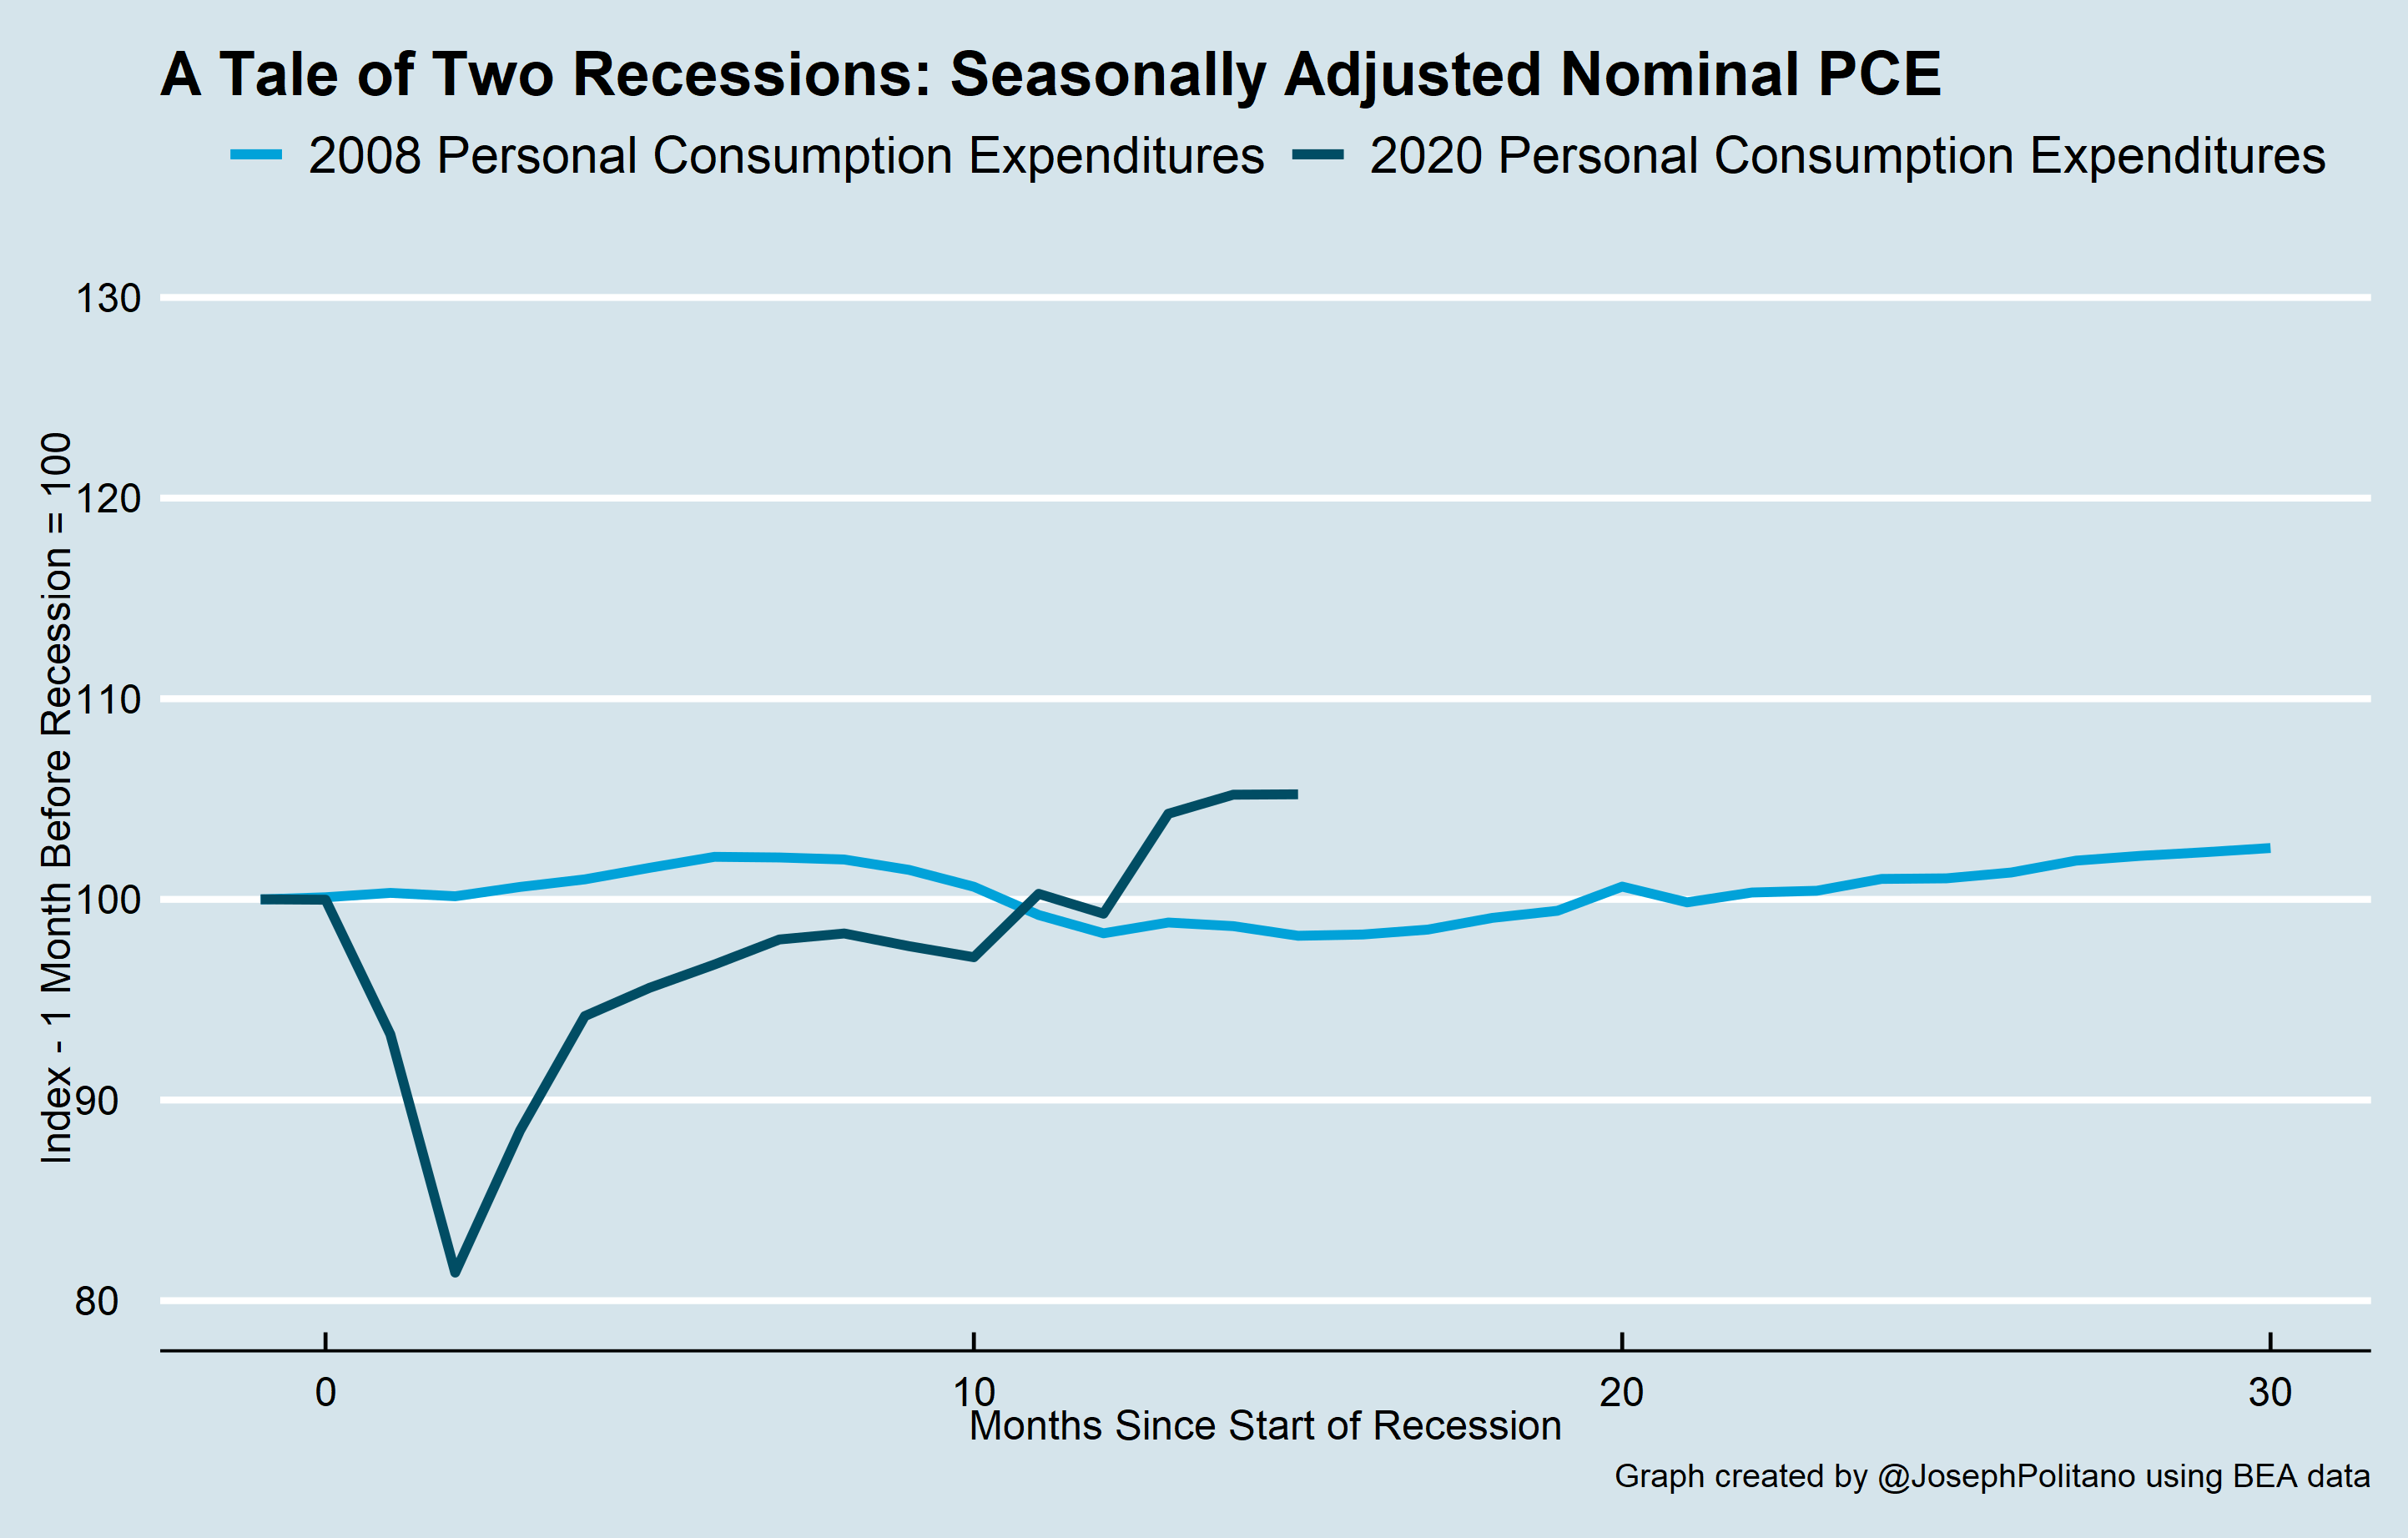 A Tale of Two Recessions: Seasonally Adjusted Nominal PCE
2008 Personal Consumption Expenditures 2020 Personal Consumption Expenditures
Index - 1 Month Before Recession = 100
130
120
110
100
90
80
0 10 20 30
Months Since Start of Recession
Graph created by @JosephPolitano using BEA data